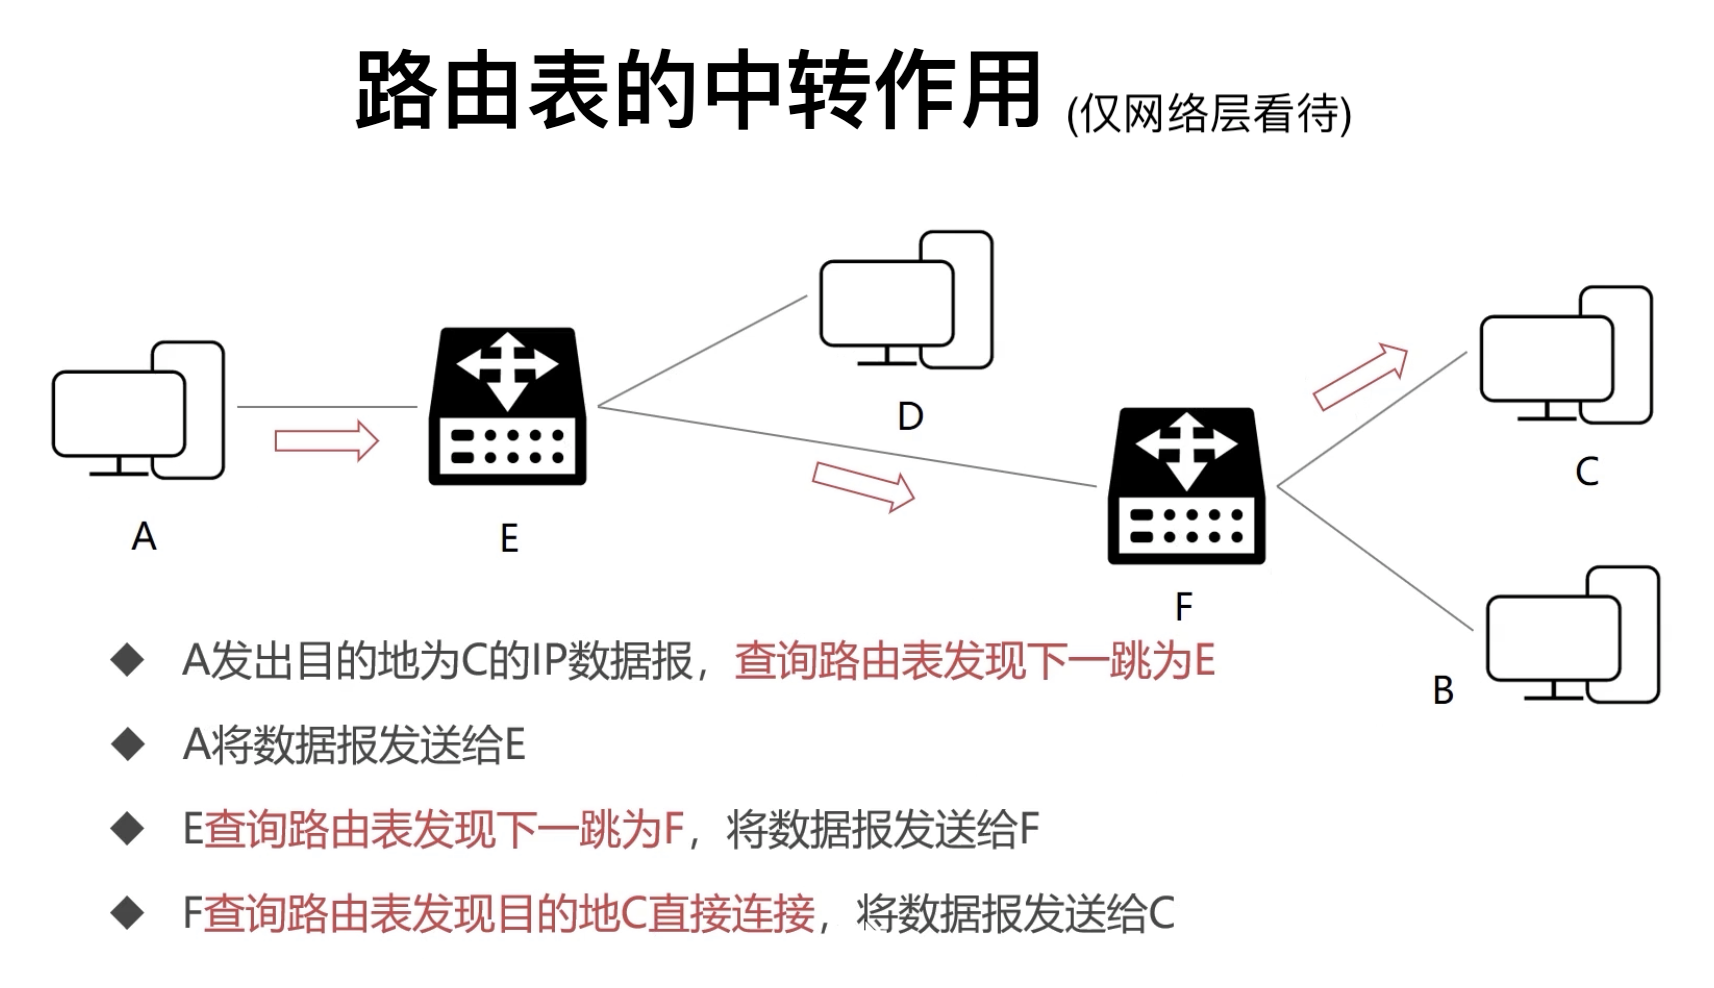 路由表的中转作用 (仅网络层看待)
D
C
A
E
F
B
A发出目的地为C的IP数据报，查询路由表发现下一跳为E
A将数据报发送给E
E查询路由表发现下一跳为F，将数据报发送给F
F查询路由表发现目的地C直接连接，将数据报发送给C